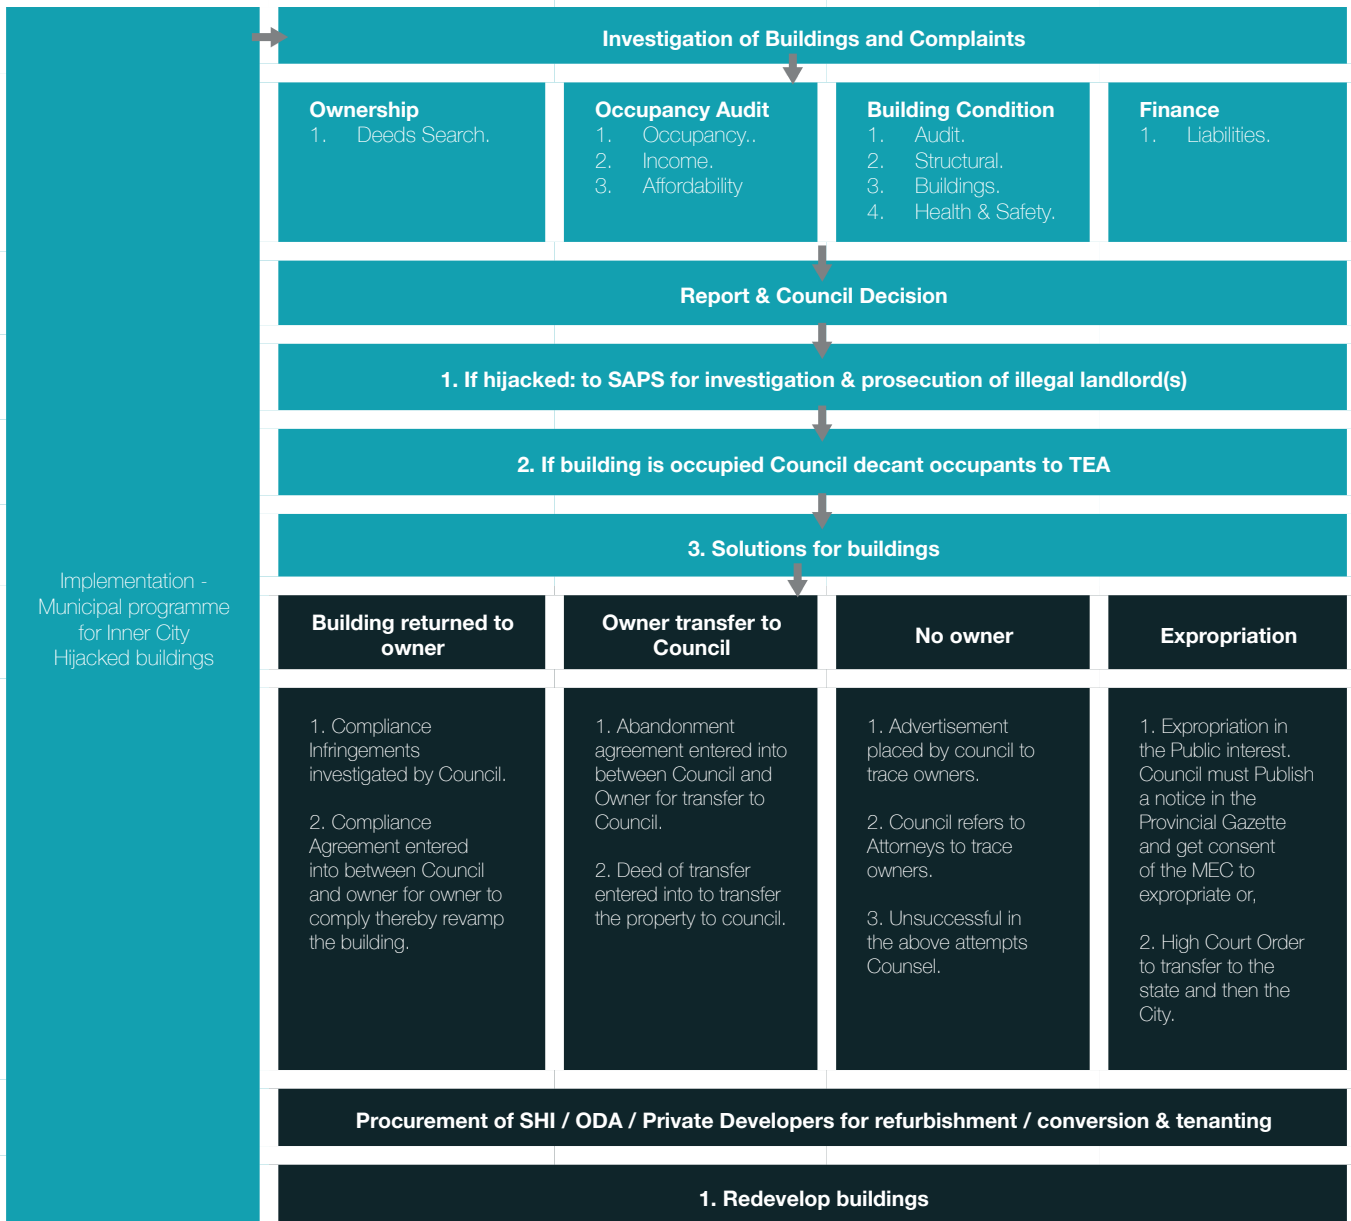 Implementation -
Municipal programme
for Inner City
Hijacked buildings
Investigation of Buildings and Complaints
Ownership
1. Deeds Search.
Occupancy Audit
1. Occupancy..
2. Income.
3. Affordability
Building Condition
1. Audit.
2. Structural.
3. Buildings.
4. Health & Safety.
Finance
1. Liabilities.
Report & Council Decision
1. If hijacked: to SAPS for investigation & prosecution of illegal landlord(s)
2. If building is occupied Council decant occupants to TEA
3. Solutions for buildings
Building returned to
owner
Owner transfer to
Council
No owner
Expropriation
1. Compliance
Infringements
investigated by Council.
2. Compliance
Agreement entered
into between Council
and owner for owner to
comply thereby revamp
the building.
1. Abandonment
agreement entered into
between Council and
Owner for transfer to
Council.
2. Deed of transfer
entered into to transfer
the property to council.
1. Advertisement
placed by council to
trace owners.
2. Council refers to
Attorneys to trace
owners.
3. Unsuccessful in
the above attempts
Counsel.
1. Expropriation in
the Public interest.
Council must Publish
a notice in the
Provincial Gazette
and get consent
of the MEC to
expropriate or,
2. High Court Order
to transfer to the
state and then the
City.
Procurement of SHI / ODA / Private Developers for refurbishment / conversion & tenanting
1. Redevelop buildings